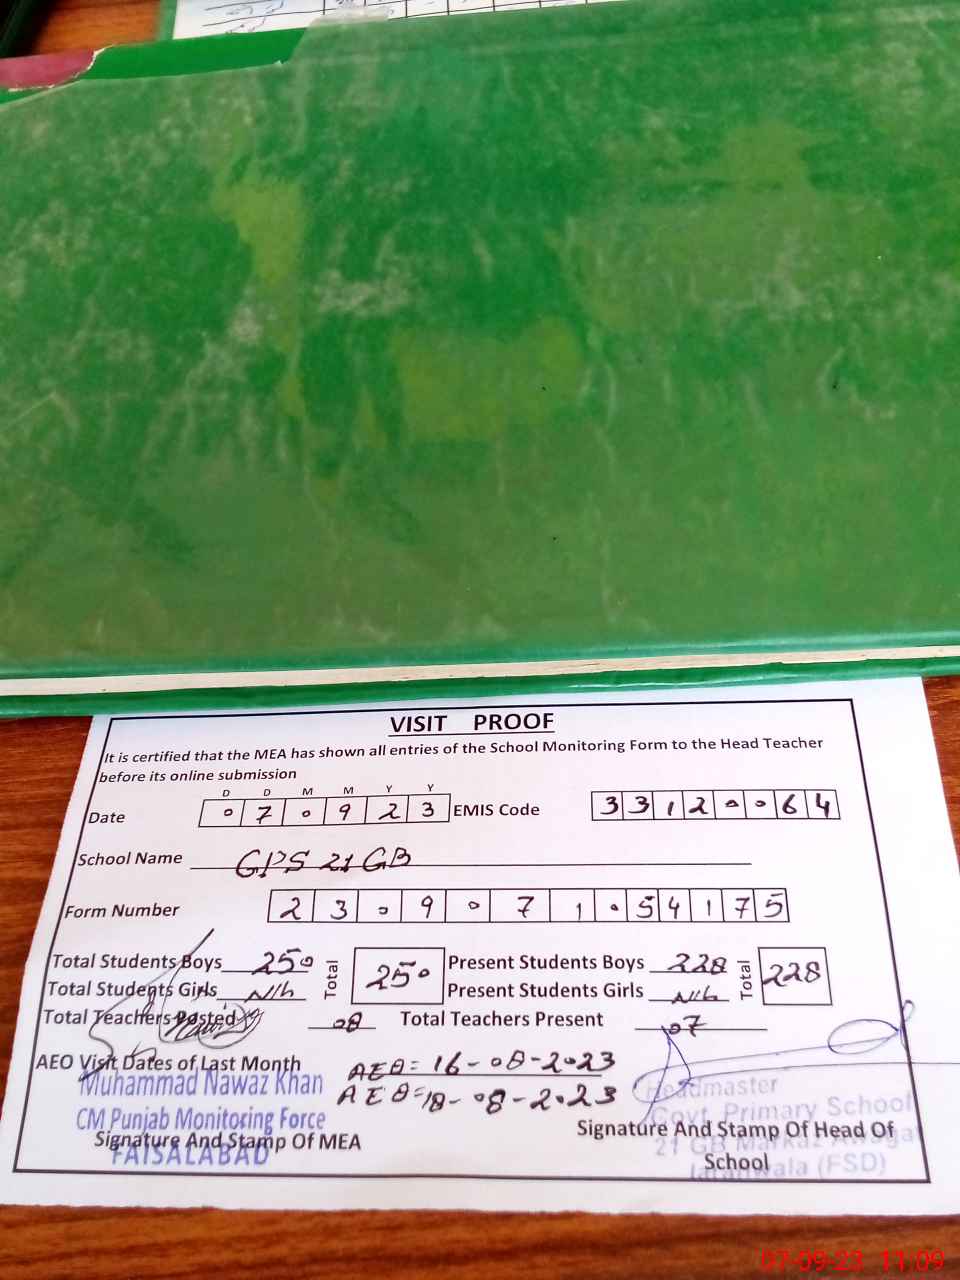 VISIT PROOF
It is certified that the MEA has shown all entries of the School Monitoring Form to the Head Teacher
before its online submission
D D M M Y Y
Date 0 7 0 9 2 3 EMIS Code 3 3 1 2 0 0 6 4
School Name GPS 21 GB
Form Number 2 3 0 9 0 7 1 0 5 4 1 7 5
Total Students Boys 250 Total 250 Present Students Boys 228 Total 228
Total Students Girls Nil Present Students Girls Nil
Total Teachers Posted 08 Total Teachers Present 07
AEO Visit Dates of Last Month AEO = 16-08-2023
AEO = 18-08-2023
Muhammad Nawaz Khan
CM Punjab Monitoring Force
FAISALABAD
Signature And Stamp Of MEA
Headmaster
Govt. Primary School
21 GB Markaz
Jaranwala (FSD)
Signature And Stamp Of Head Of
School
07-09-23 11:09